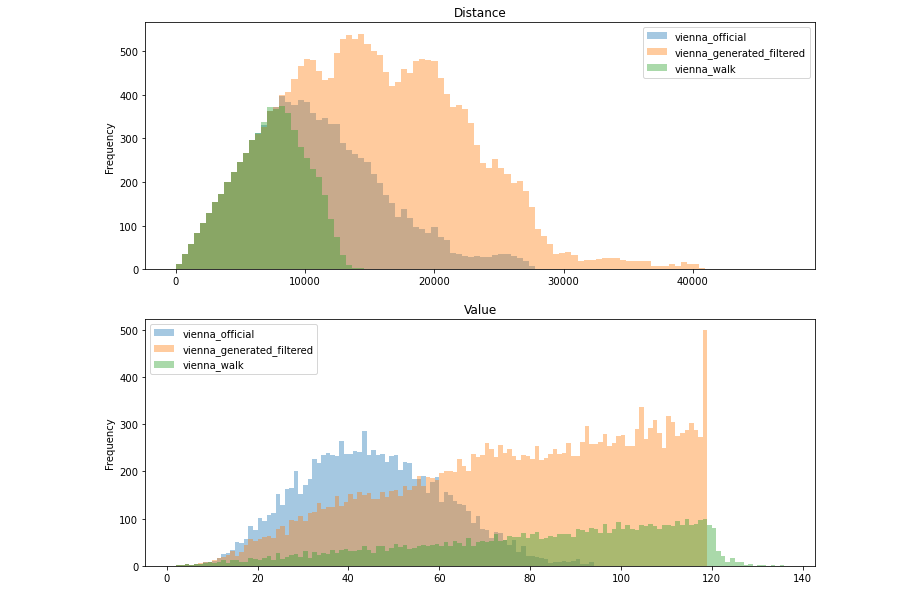 Distance
vienna_official
vienna_generated_filtered
vienna_walk
Frequency
500
400
300
200
100
0
0 10000 20000 30000 40000
Value
vienna_official
vienna_generated_filtered
vienna_walk
Frequency
500
400
300
200
100
0
0 20 40 60 80 100 120 140